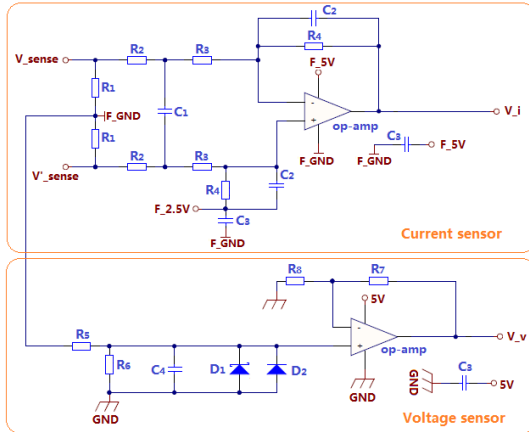 C2
V_sense R2 R3 R4
F_5V
R1
F_GND C1 - V_i
R1 + op-amp C3
R2 R3 F_GND F_GND F_5V
V'_sense
R4 C2
F_2.5V
C3
F_GND Current sensor
R8 R7
5V
R5 - op-amp V_v
+
R6 C4 D1 D2 C3
GND 5V
GND GND
Voltage sensor